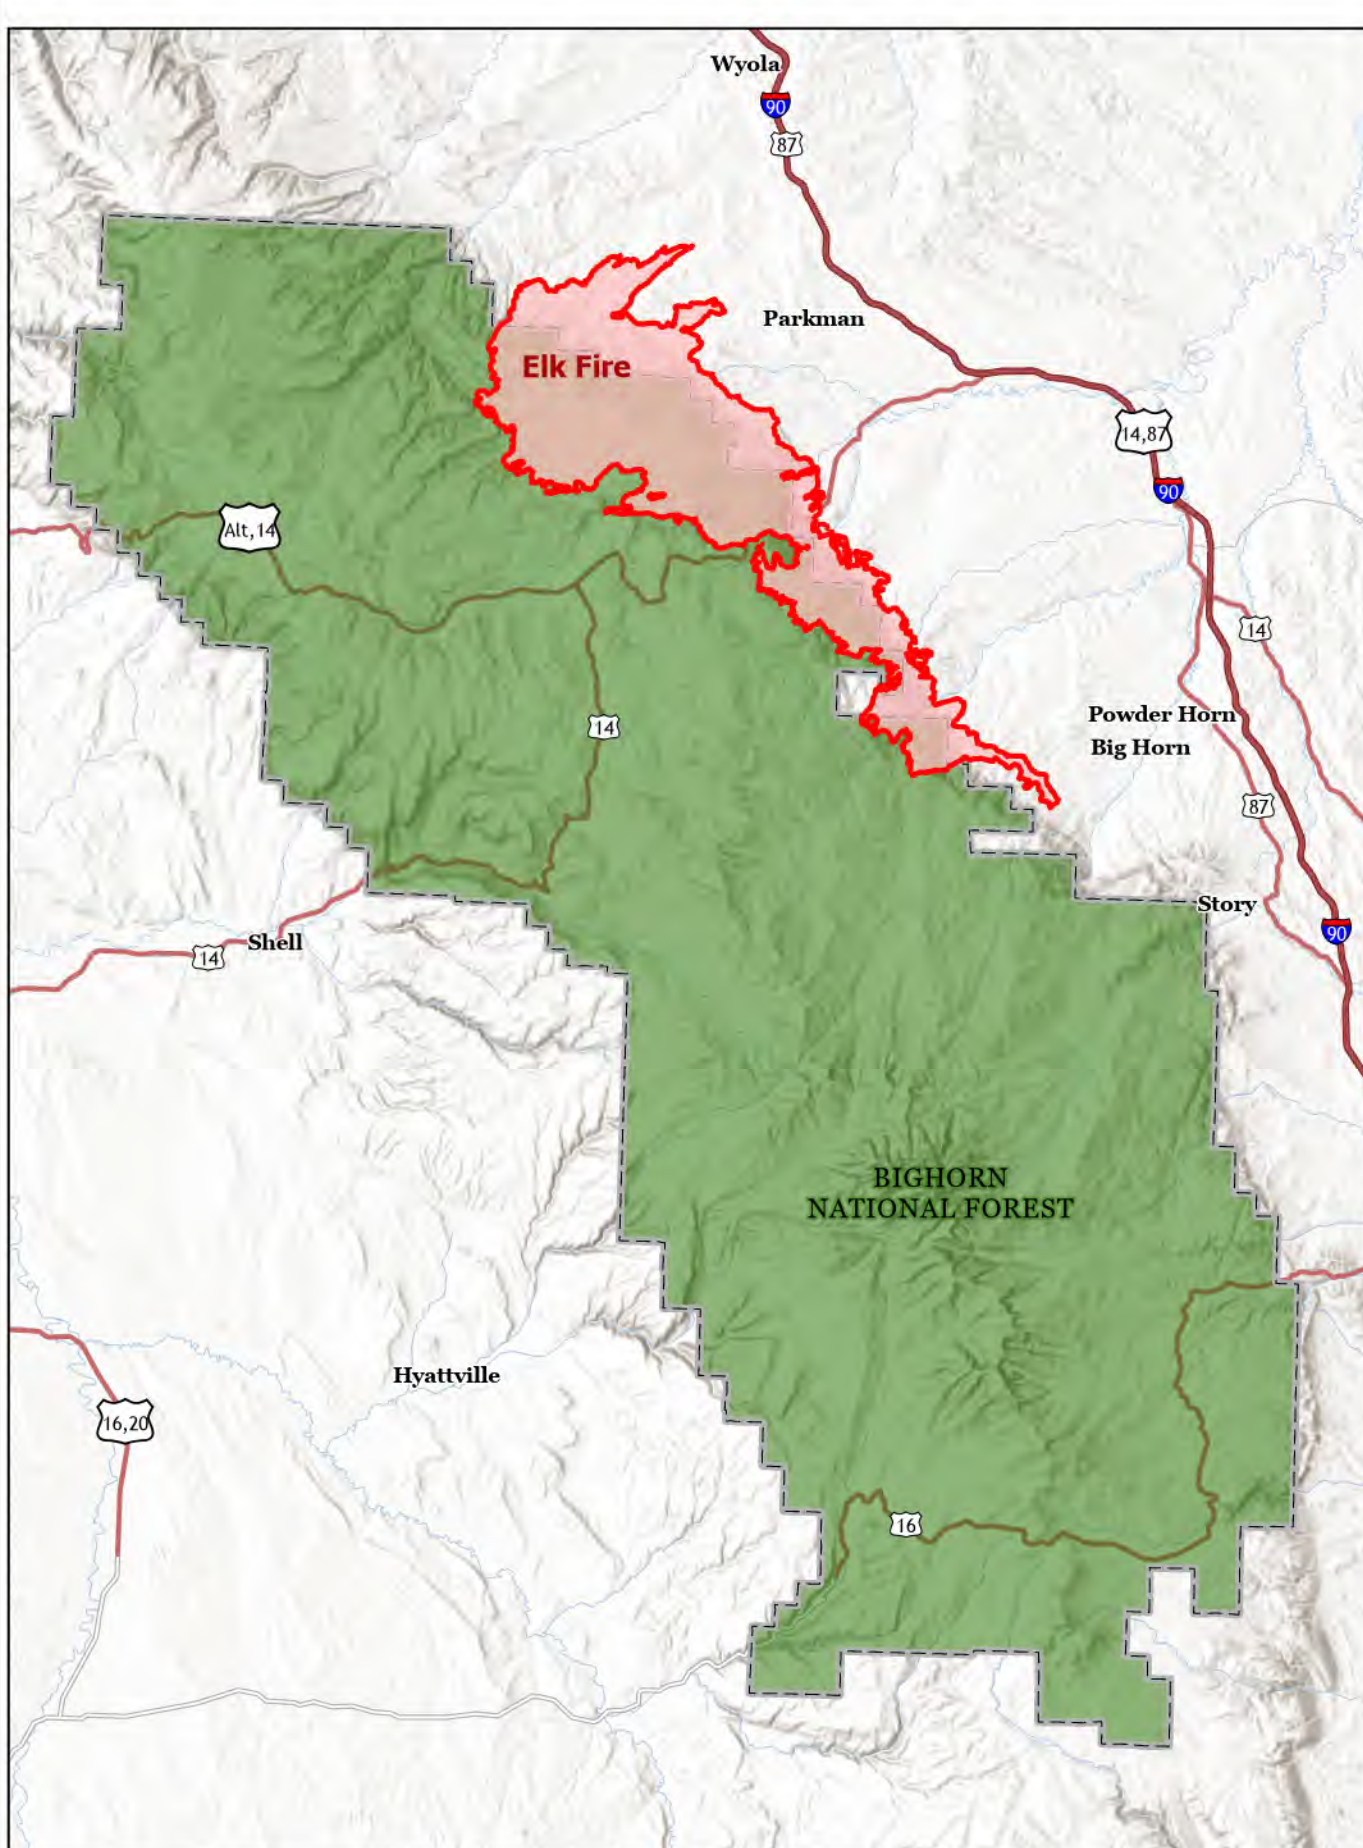 Wyola
90
87
Parkman
Elk Fire
14,87
90
Alt,14
14
14
Powder Horn
Big Horn
87
Story
90
Shell
14
BIGHORN
NATIONAL FOREST
Hyattville
16,20
16